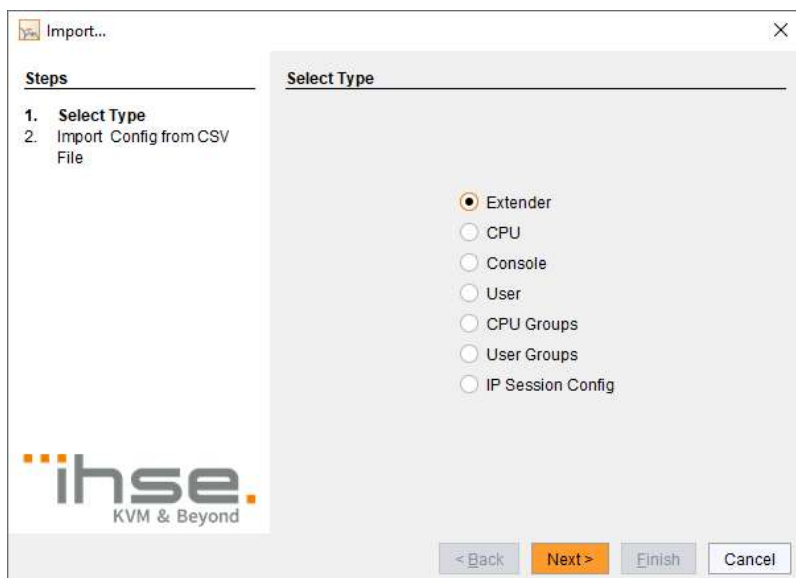 Import...
Steps
1. Select Type
2. Import Config from CSV
File
Select Type
Extender
CPU
Console
User
CPU Groups
User Groups
IP Session Config
ihse.
KVM & Beyond
< Back
Next >
Finish
Cancel